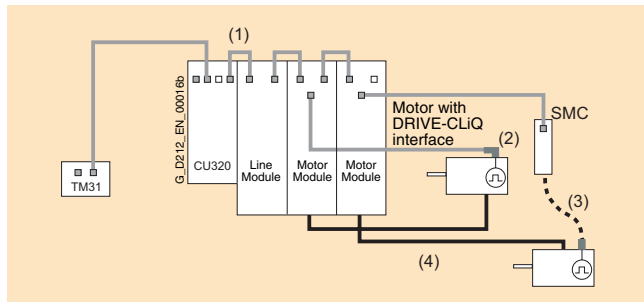 (1)
G_D212_EN_00016b
CU320
Line
Module
Motor
Module
Motor
Module
Motor with
DRIVE-CLiQ
interface
(2)
SMC
(3)
TM31
(4)